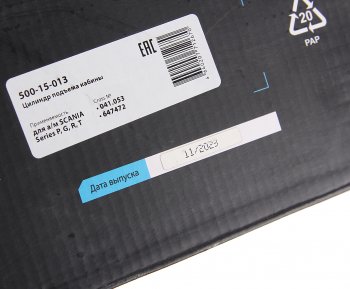 20
PAP
EAC
500-15-013
Цилиндр подъема кабины
Применяемость
для а/м SCANIA
Series P, G, R, T
Cross №
. 041.053
. 647472
Дата выпуска
11/2023